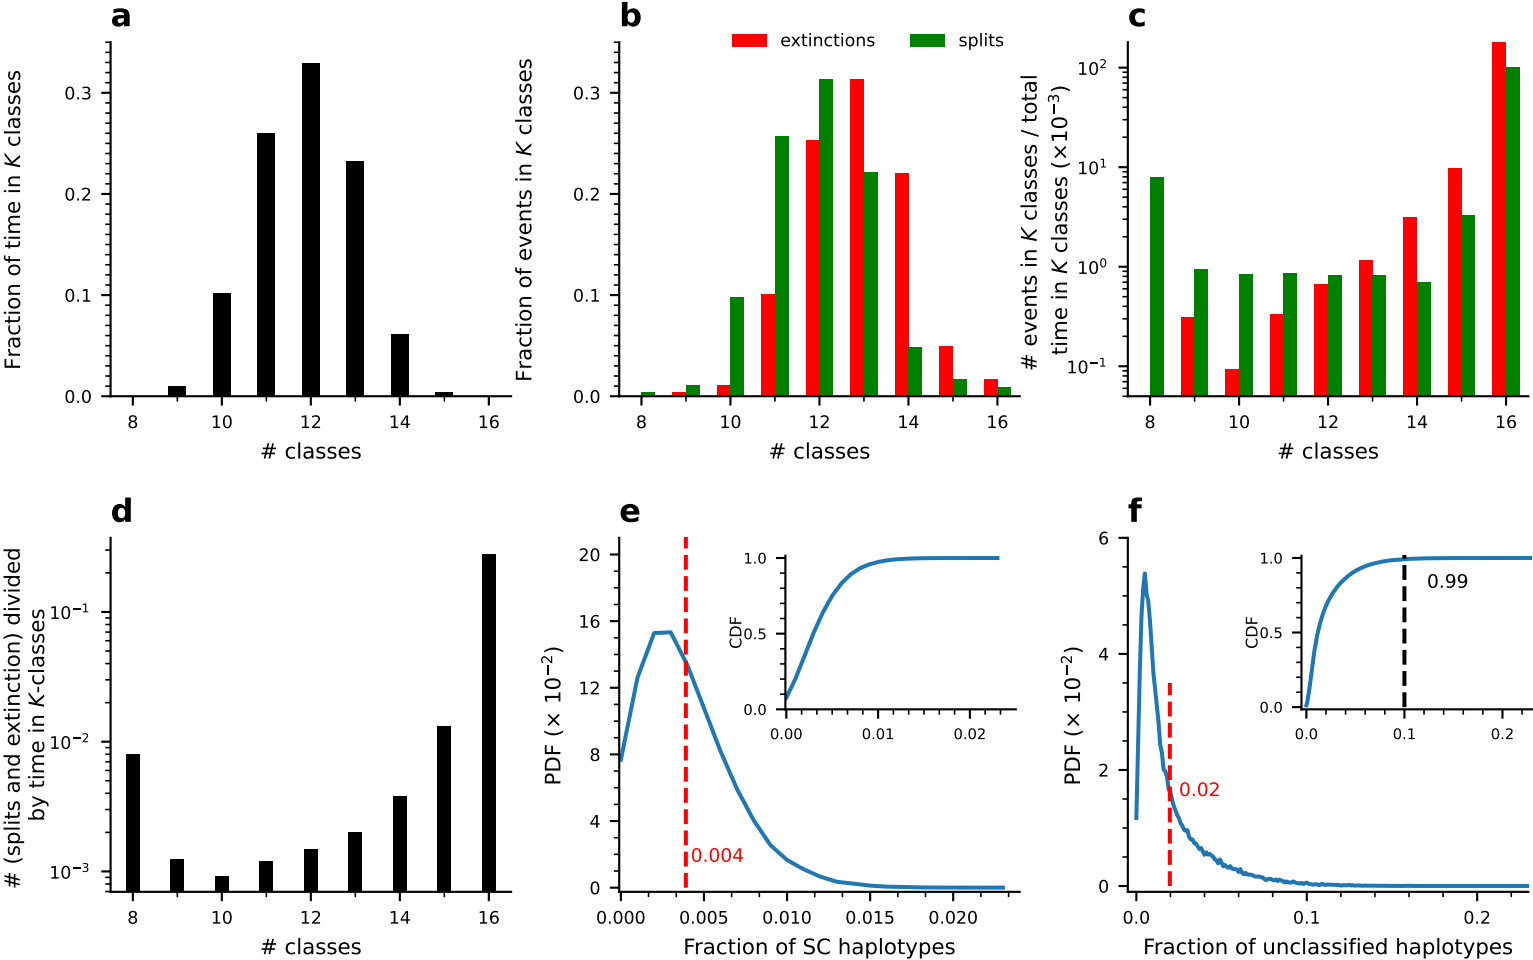 a
Fraction of time in K classes
0.3
0.2
0.1
0.0
8 10 12 14 16
# classes
b
extinctions splits
Fraction of events in K classes
0.3
0.2
0.1
0.0
8 10 12 14 16
# classes
c
# events in K classes / total
time in K classes (×10⁻³)
10²
10¹
10⁰
10⁻¹
8 10 12 14 16
# classes
d
# (splits and extinction) divided
by time in K-classes
10⁻¹
10⁻²
10⁻³
8 10 12 14 16
# classes
e
PDF (× 10⁻²)
20
16
12
8
4
0
0.004
0.000 0.005 0.010 0.015 0.020
Fraction of SC haplotypes
CDF
1.0
0.5
0.0
0.00 0.01 0.02
f
PDF (× 10⁻²)
6
4
2
0
0.02
0.0 0.1 0.2
Fraction of unclassified haplotypes
CDF
1.0
0.5
0.0
0.99
0.0 0.1 0.2